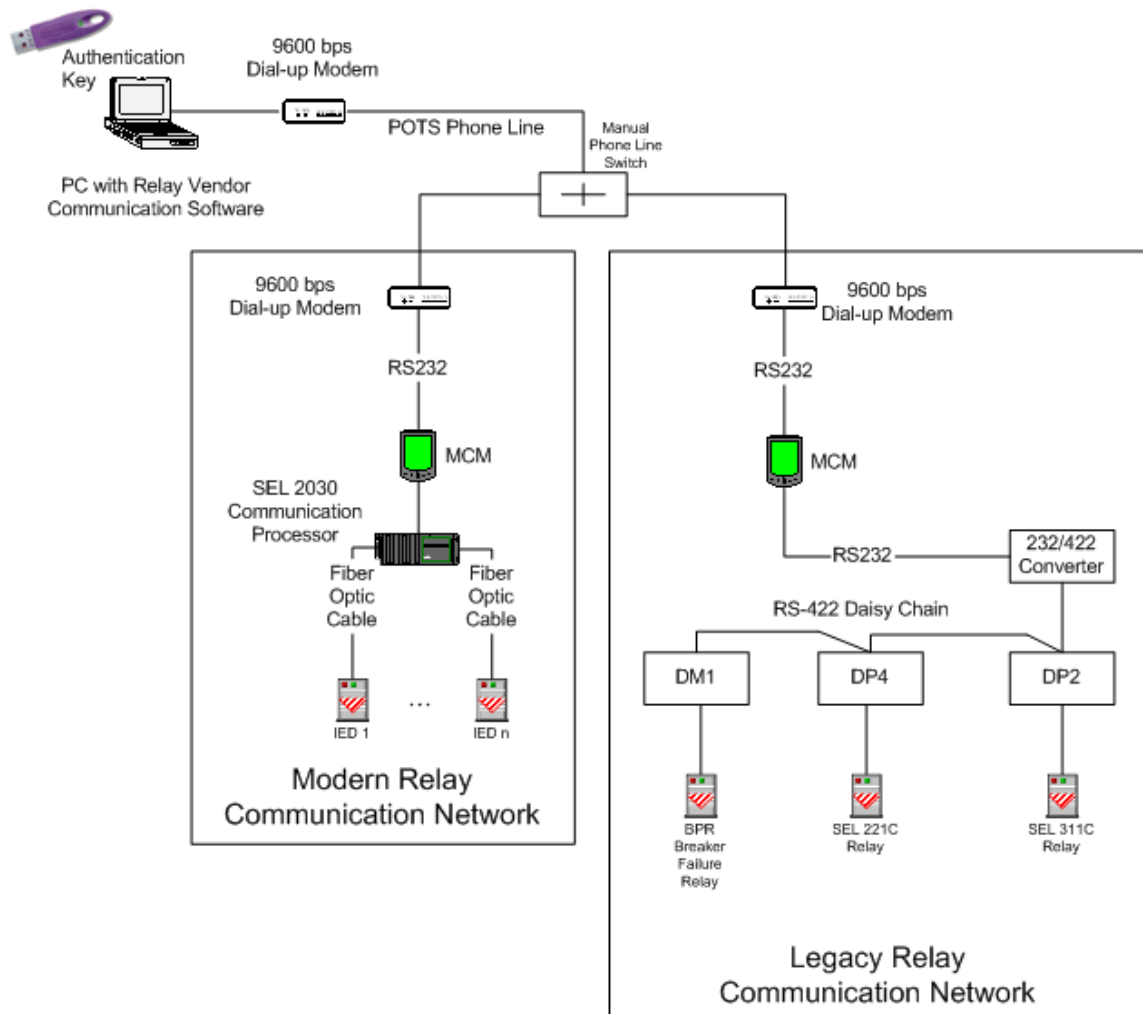 Authentication
Key
9600 bps
Dial-up Modem
POTS Phone Line
Manual
Phone Line
Switch
PC with Relay Vendor
Communication Software
9600 bps
Dial-up Modem
RS232
MCM
SEL 2030
Communication
Processor
Fiber
Optic
Cable
Fiber
Optic
Cable
IED 1
...
IED n
Modern Relay
Communication Network
9600 bps
Dial-up Modem
RS232
MCM
RS232
232/422
Converter
RS-422 Daisy Chain
DM1
DP4
DP2
BPR
Breaker
Failure
Relay
SEL 221C
Relay
SEL 311C
Relay
Legacy Relay
Communication Network